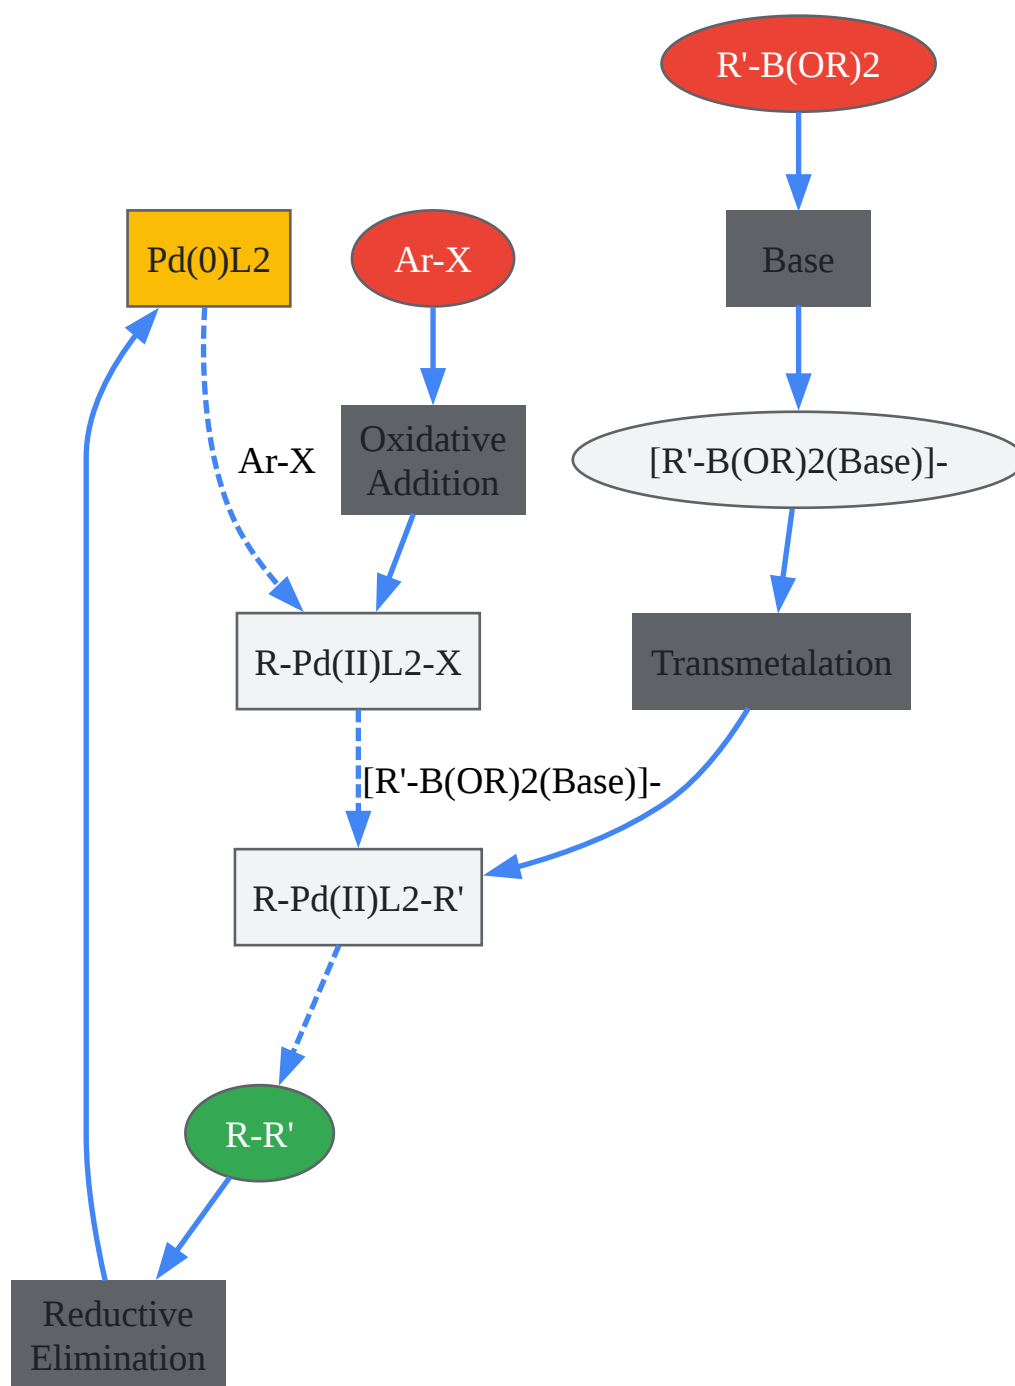 R'-B(OR)2
Pd(0)L2
Ar-X
Base
Ar-X
Oxidative
Addition
[R'-B(OR)2(Base)]-
R-Pd(II)L2-X
Transmetalation
[R'-B(OR)2(Base)]-
R-Pd(II)L2-R'
R-R'
Reductive
Elimination